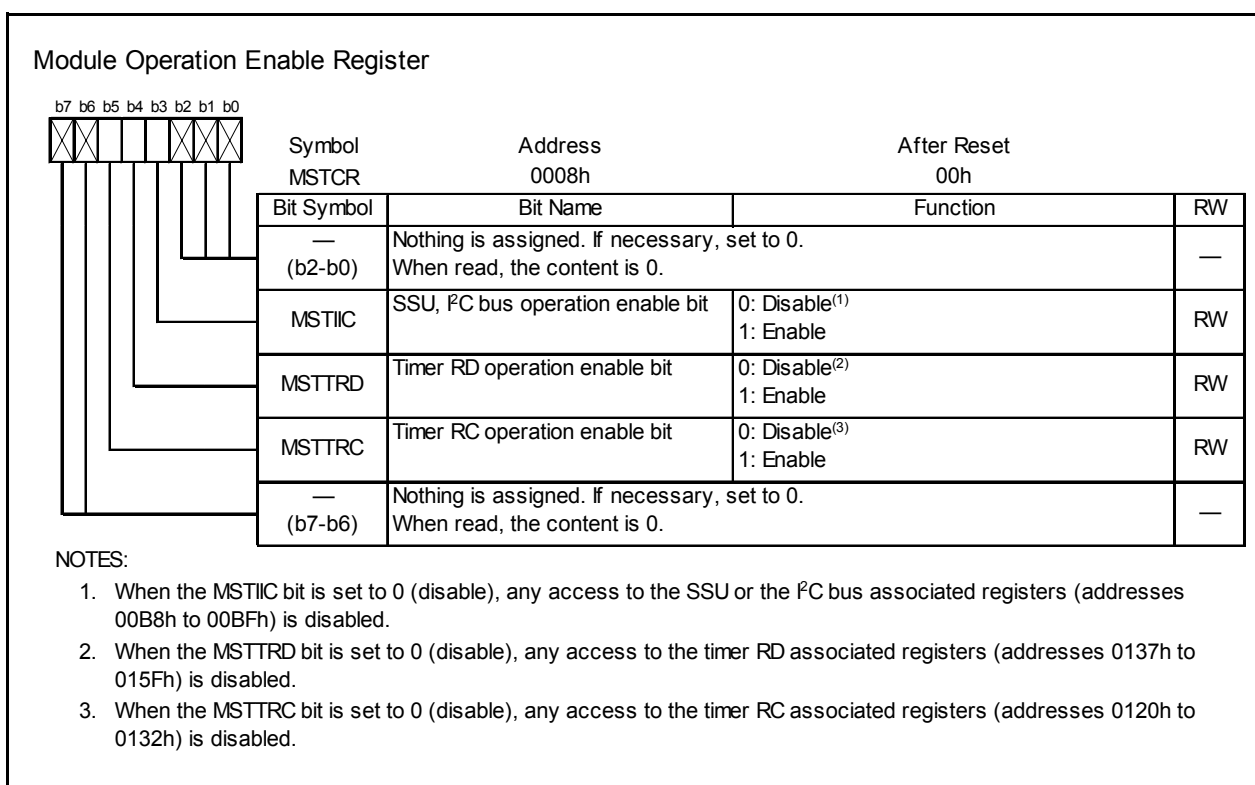 Module Operation Enable Register
b7 b6 b5 b4 b3 b2 b1 b0
Symbol Address After Reset
MSTCR 0008h 00h
Bit Symbol Bit Name Function RW
— (b2-b0) Nothing is assigned. If necessary, set to 0.
When read, the content is 0. —
MSTIIC SSU, I²C bus operation enable bit 0: Disable(1)
1: Enable RW
MSTTRD Timer RD operation enable bit 0: Disable(2)
1: Enable RW
MSTTRC Timer RC operation enable bit 0: Disable(3)
1: Enable RW
— (b7-b6) Nothing is assigned. If necessary, set to 0.
When read, the content is 0. —
NOTES:
1. When the MSTIIC bit is set to 0 (disable), any access to the SSU or the I²C bus associated registers (addresses
00B8h to 00BFh) is disabled.
2. When the MSTTRD bit is set to 0 (disable), any access to the timer RD associated registers (addresses 0137h to
015Fh) is disabled.
3. When the MSTTRC bit is set to 0 (disable), any access to the timer RC associated registers (addresses 0120h to
0132h) is disabled.